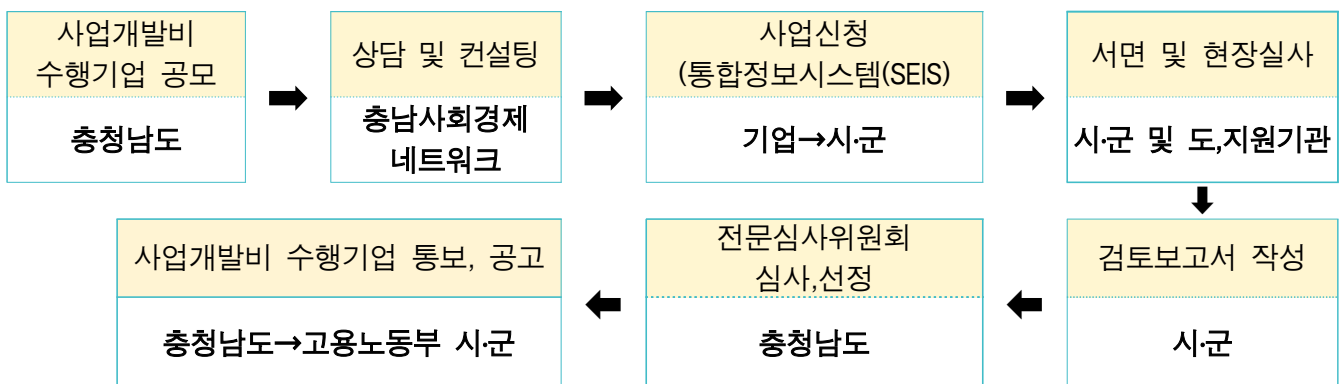 사업개발비
수행기업 공모
충청남도
상담 및 컨설팅
충남사회경제
네트워크
사업신청
(통합정보시스템(SEIS)
기업→시·군
서면 및 현장실사
시·군 및 도,지원기관
검토보고서 작성
시·군
전문심사위원회
심사,선정
충청남도
사업개발비 수행기업 통보, 공고
충청남도→고용노동부 시·군